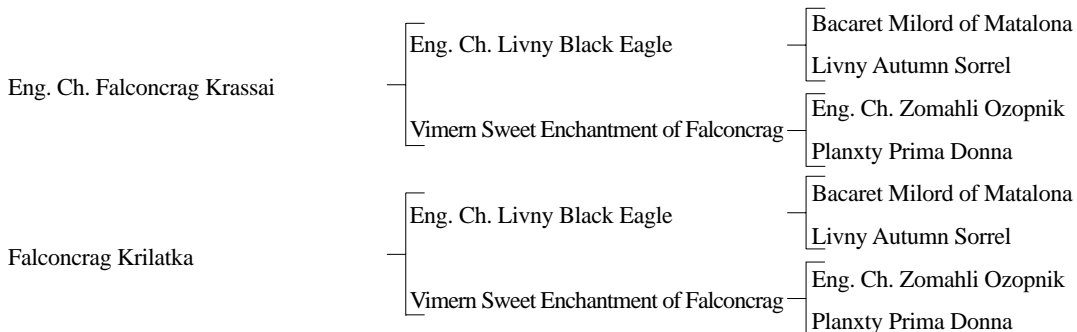 Bacaret Milord of Matalona
Eng. Ch. Livny Black Eagle
Livny Autumn Sorrel
Eng. Ch. Falconcrag Krassai
Eng. Ch. Zomahli Ozopnik
Vimern Sweet Enchantment of Falconcrag
Planxty Prima Donna
Bacaret Milord of Matalona
Eng. Ch. Livny Black Eagle
Livny Autumn Sorrel
Falconcrag Krilatka
Eng. Ch. Zomahli Ozopnik
Vimern Sweet Enchantment of Falconcrag
Planxty Prima Donna